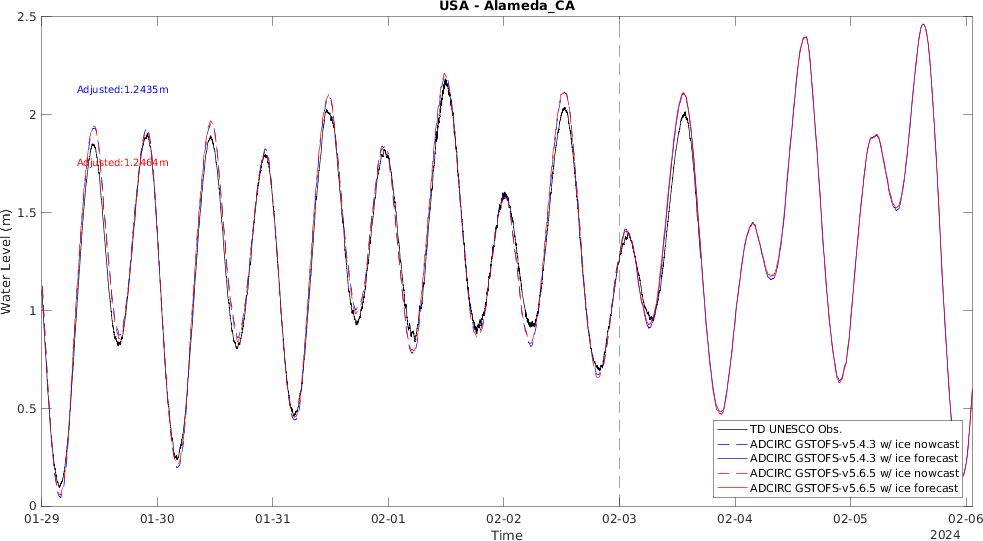 USA - Alameda_CA
2.5
2
1.5
1
0.5
0
Water Level (m)
Adjusted:1.2435m
Adjusted:1.2464m
TD UNESCO Obs.
ADCIRC GSTOFS-v5.4.3 w/ ice nowcast
ADCIRC GSTOFS-v5.4.3 w/ ice forecast
ADCIRC GSTOFS-v5.6.5 w/ ice nowcast
ADCIRC GSTOFS-v5.6.5 w/ ice forecast
01-29 01-30 01-31 02-01 02-02 02-03 02-04 02-05 02-06
Time
2024